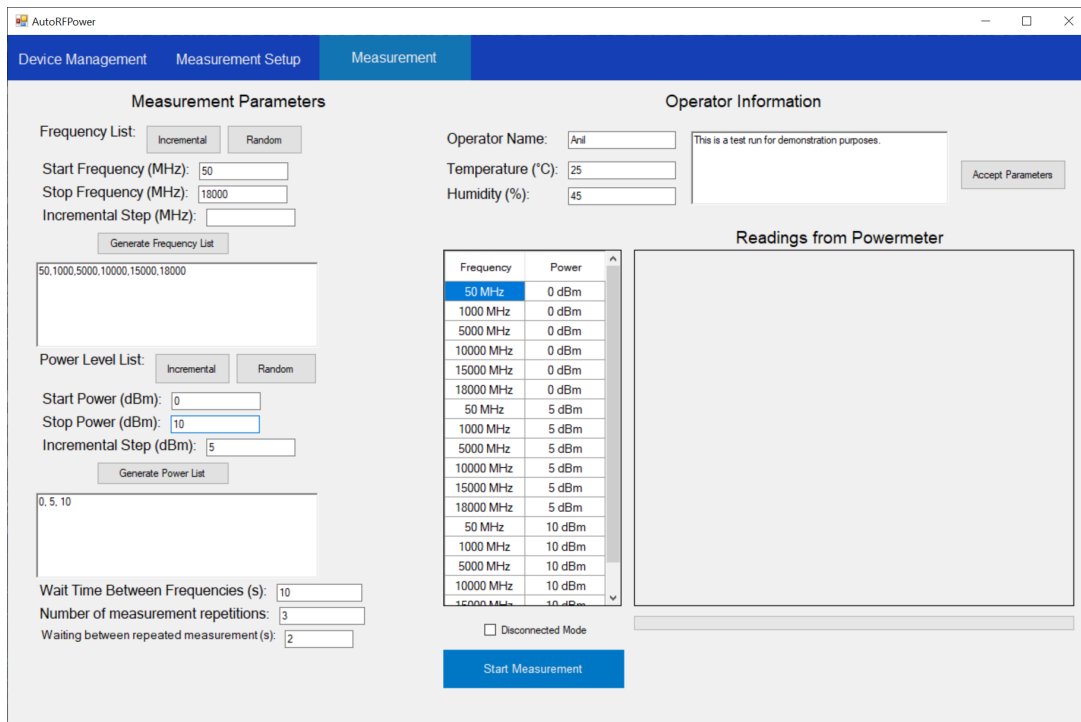 AutoRFPower
Device Management Measurement Setup Measurement
Measurement Parameters
Frequency List: Incremental Random
Start Frequency (MHz): 50
Stop Frequency (MHz): 18000
Incremental Step (MHz):
Generate Frequency List
50,1000,5000,10000,15000,18000
Power Level List: Incremental Random
Start Power (dBm): 0
Stop Power (dBm): 10
Incremental Step (dBm): 5
Generate Power List
0, 5, 10
Wait Time Between Frequencies (s): 10
Number of measurement repetitions: 3
Waiting between repeated measurement (s): 2
Operator Information
Operator Name: Anil
Temperature (°C): 25
Humidity (%): 45
This is a test run for demonstration purposes.
Accept Parameters
Frequency Power
50 MHz 0 dBm
1000 MHz 0 dBm
5000 MHz 0 dBm
10000 MHz 0 dBm
15000 MHz 0 dBm
18000 MHz 0 dBm
50 MHz 5 dBm
1000 MHz 5 dBm
5000 MHz 5 dBm
10000 MHz 5 dBm
15000 MHz 5 dBm
18000 MHz 5 dBm
50 MHz 10 dBm
1000 MHz 10 dBm
5000 MHz 10 dBm
10000 MHz 10 dBm
15000 MHz 10 dBm
Disconnected Mode
Start Measurement
Readings from Powermeter